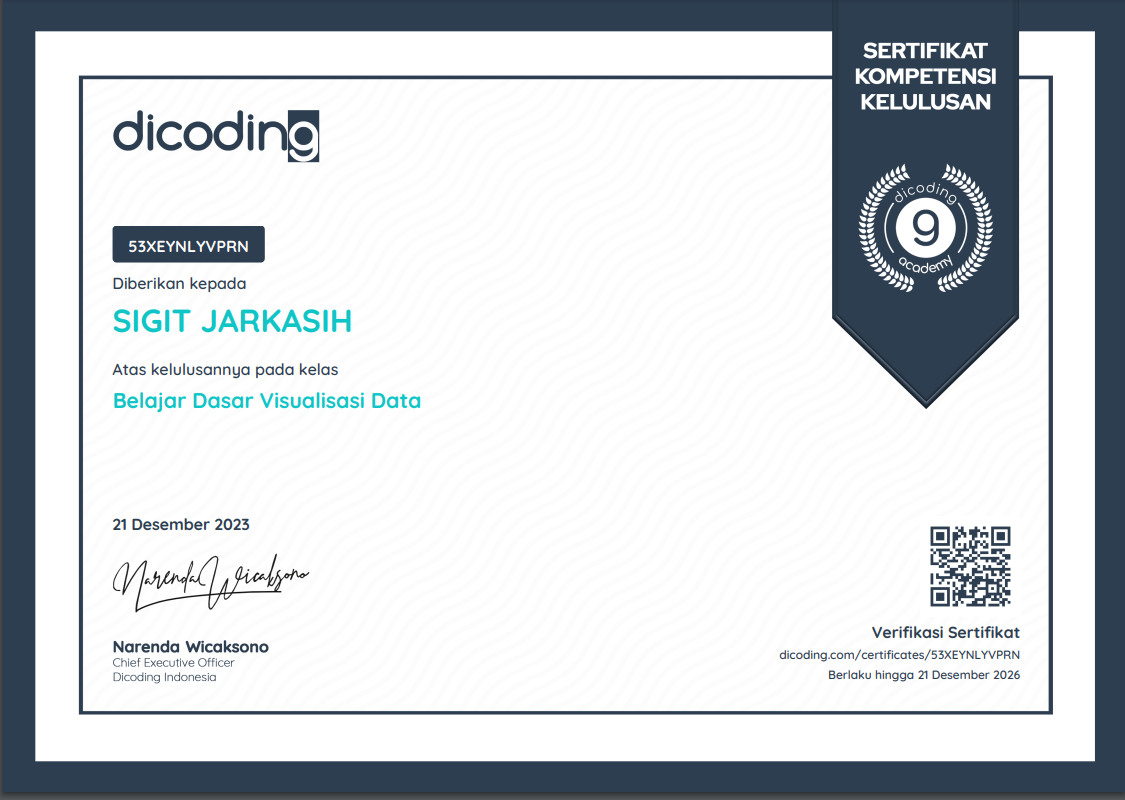 SERTIFIKAT
KOMPETENSI
KELULUSAN
dicoding
dicoding
g
academy
53XEYNLYVPRN
Diberikan kepada
SIGIT JARKASIH
Atas kelulusannya pada kelas
Belajar Dasar Visualisasi Data
21 Desember 2023
Narenda Wicaksono
Narenda Wicaksono
Chief Executive Officer
Dicoding Indonesia
Verifikasi Sertifikat
dicoding.com/certificates/53XEYNLYVPRN
Berlaku hingga 21 Desember 2026